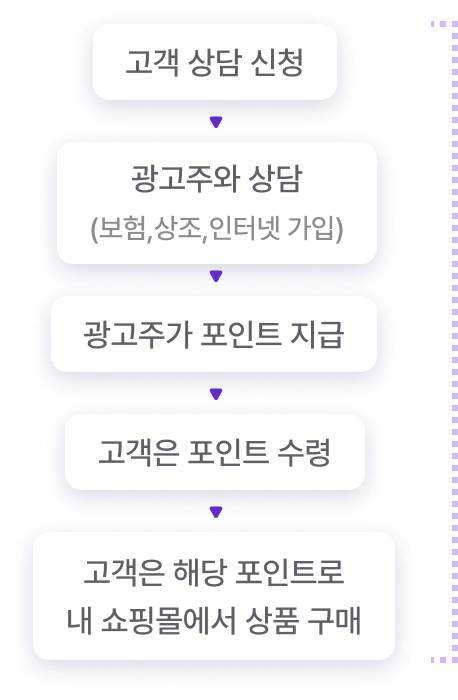 고객 상담 신청
광고주와 상담
(보험,상조,인터넷 가입)
광고주가 포인트 지급
고객은 포인트 수령
고객은 해당 포인트로
내 쇼핑몰에서 상품 구매